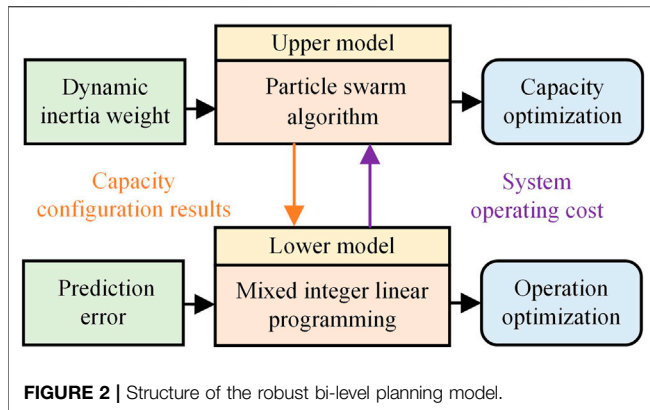 Upper model
Dynamic
inertia weight
Particle swarm
algorithm
Capacity
optimization
Capacity
configuration results
System
operating cost
Lower model
Prediction
error
Mixed integer linear
programming
Operation
optimization
FIGURE 2 | Structure of the robust bi-level planning model.